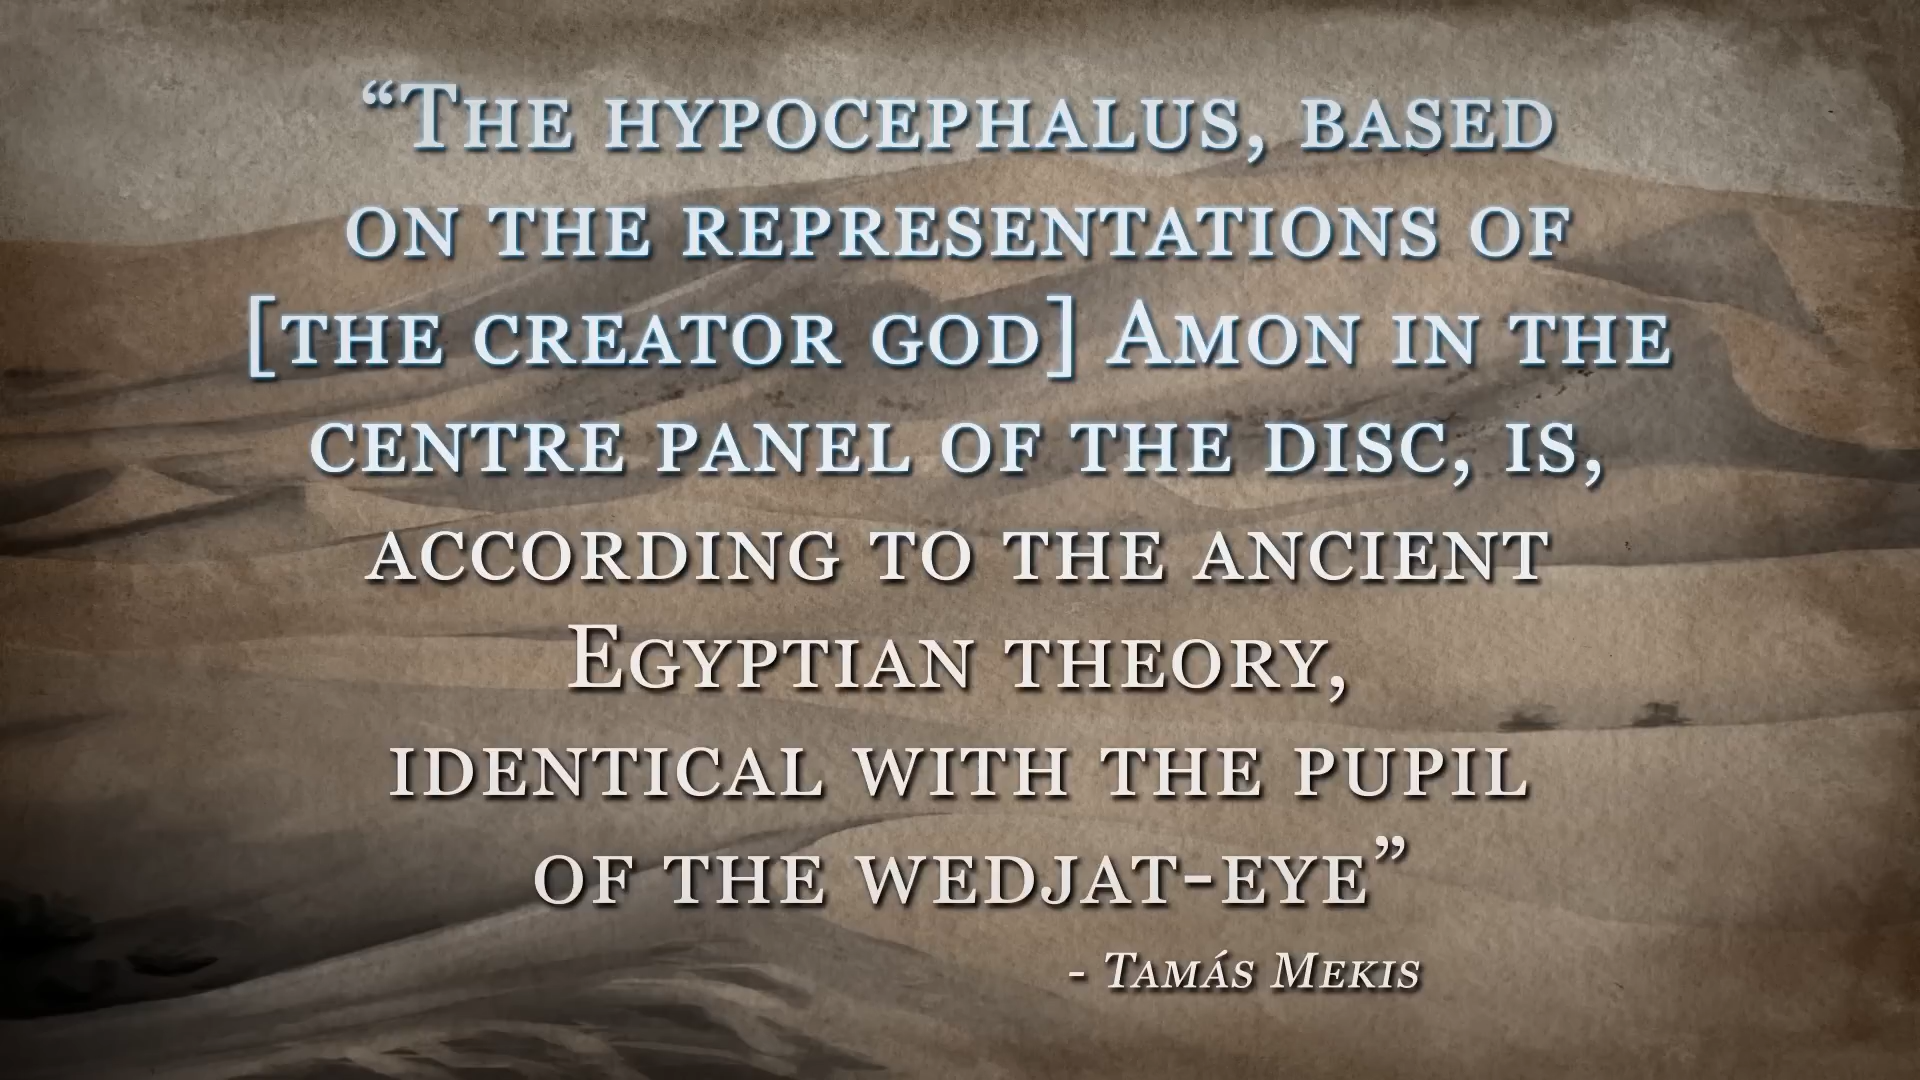 “The hypocephalus, based
on the representations of
[the creator god] Amon in the
centre panel of the disc, is,
according to the ancient
Egyptian theory,
identical with the pupil
of the wedjat-eye”
- Tamás Mekis